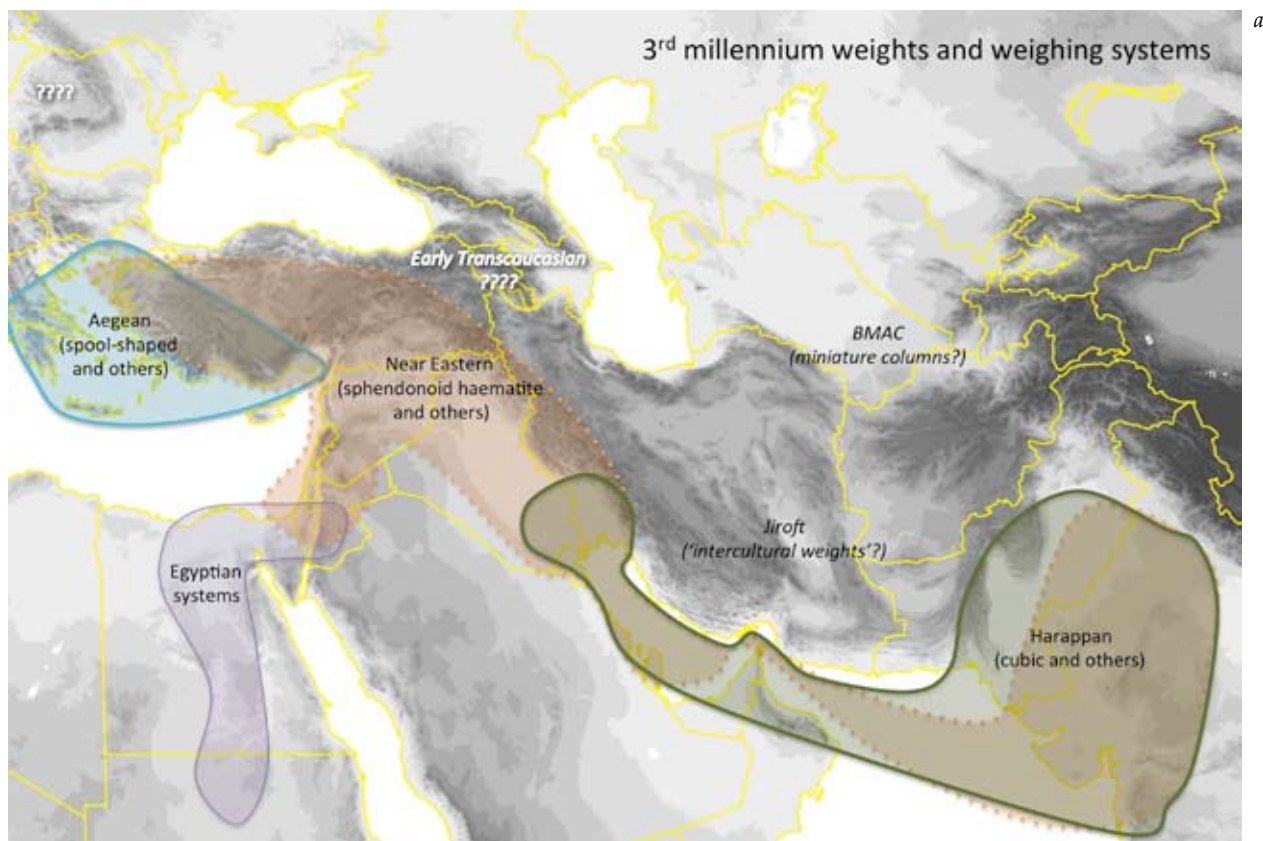 a
3rd millennium weights and weighing systems
????
Early Transcaucasian
????
Aegean
(spool-shaped
and others)
Near Eastern
(sphendonoid haematite
and others)
BMAC
(miniature columns?)
Jiroft
(‘intercultural weights’?)
Egyptian
systems
Harappan
(cubic and others)